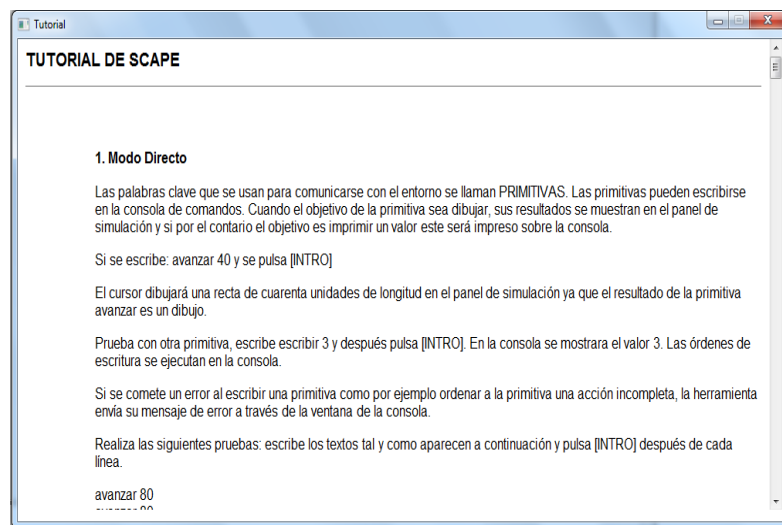 Tutorial
TUTORIAL DE SCAPE
1. Modo Directo
Las palabras clave que se usan para comunicarse con el entorno se llaman PRIMITIVAS. Las primitivas pueden escribirse
en la consola de comandos. Cuando el objetivo de la primitiva sea dibujar, sus resultados se muestran en el panel de
simulación y si por el contario el objetivo es imprimir un valor este será impreso sobre la consola.
Si se escribe: avanzar 40 y se pulsa [INTRO]
El cursor dibujará una recta de cuarenta unidades de longitud en el panel de simulación ya que el resultado de la primitiva
avanzar es un dibujo.
Prueba con otra primitiva, escribe escribir 3 y después pulsa [INTRO]. En la consola se mostrara el valor 3. Las órdenes de
escritura se ejecutan en la consola.
Si se comete un error al escribir una primitiva como por ejemplo ordenar a la primitiva una acción incompleta, la herramienta
envía su mensaje de error a través de la ventana de la consola.
Realiza las siguientes pruebas: escribe los textos tal y como aparecen a continuación y pulsa [INTRO] después de cada
línea.
avanzar 80